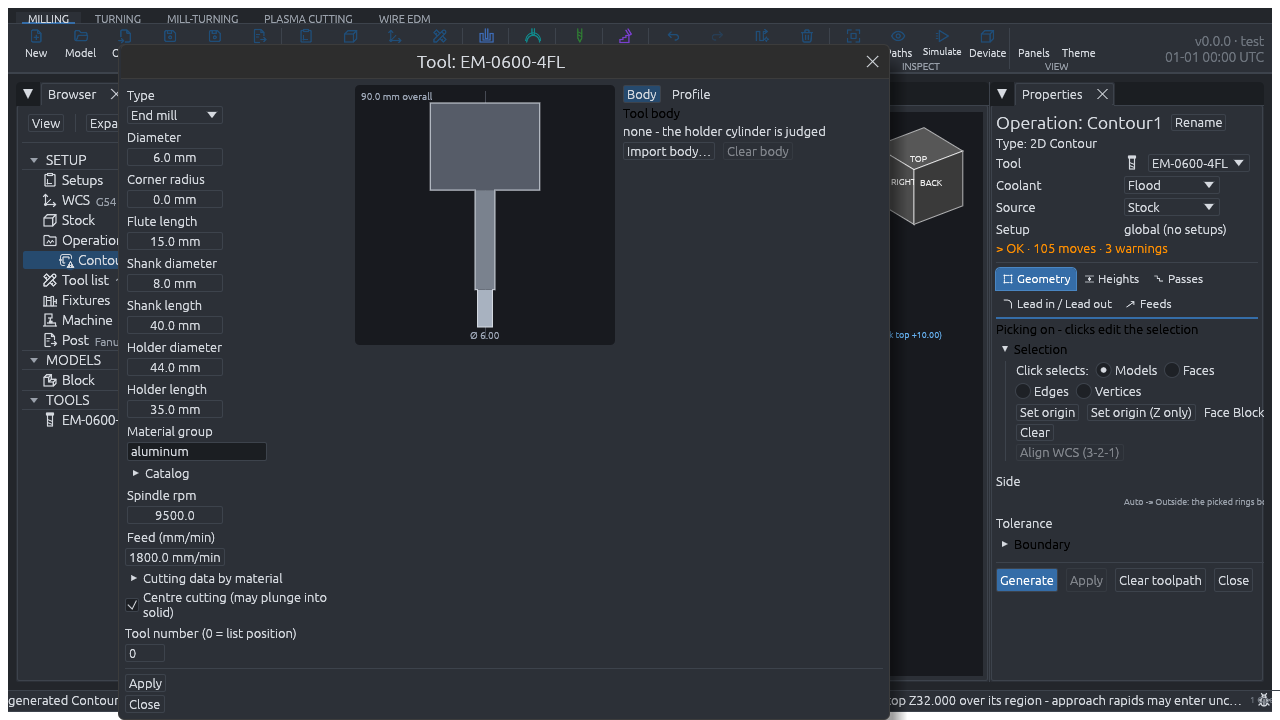 MILLING TURNING MILL-TURNING PLASMA CUTTING WIRE EDM
New Model Simulate Deviate Panels Theme
INSPECT VIEW
v0.0.0 · test
01-01 00:00 UTC
Tool: EM-0600-4FL
Browser
View
SETUP
Setups
WCS G54
Stock
Tool list
Fixtures
Machine
Post
MODELS
Block
TOOLS
EM-0600-
Type
End mill
Diameter
6.0 mm
Corner radius
0.0 mm
Flute length
15.0 mm
Shank diameter
8.0 mm
Shank length
40.0 mm
Holder diameter
44.0 mm
Holder length
35.0 mm
Material group
aluminum
Catalog
Spindle rpm
9500.0
Feed (mm/min)
1800.0 mm/min
Cutting data by material
Centre cutting (may plunge into
solid)
Tool number (0 = list position)
0
Apply
Close
90.0 mm overall
Ø 6.00
Body Profile
Tool body
none - the holder cylinder is judged
Import body... Clear body
TOP
RIGHT BACK
top +10.00)
Properties
Operation: Contour1 Rename
Type: 2D Contour
Tool EM-0600-4FL
Coolant Flood
Source Stock
Setup global (no setups)
> OK · 105 moves · 3 warnings
Geometry Heights Passes
Lead in / Lead out Feeds
Picking on - clicks edit the selection
Selection
Click selects: Models Faces
Edges Vertices
Set origin Set origin (Z only) Face Block
Clear
Align WCS (3-2-1)
Side
Auto -> Outside: the picked rings
Tolerance
Boundary
Generate Apply Clear toolpath Close
generated Contour
top Z32.000 over its region - approach rapids may enter unc...